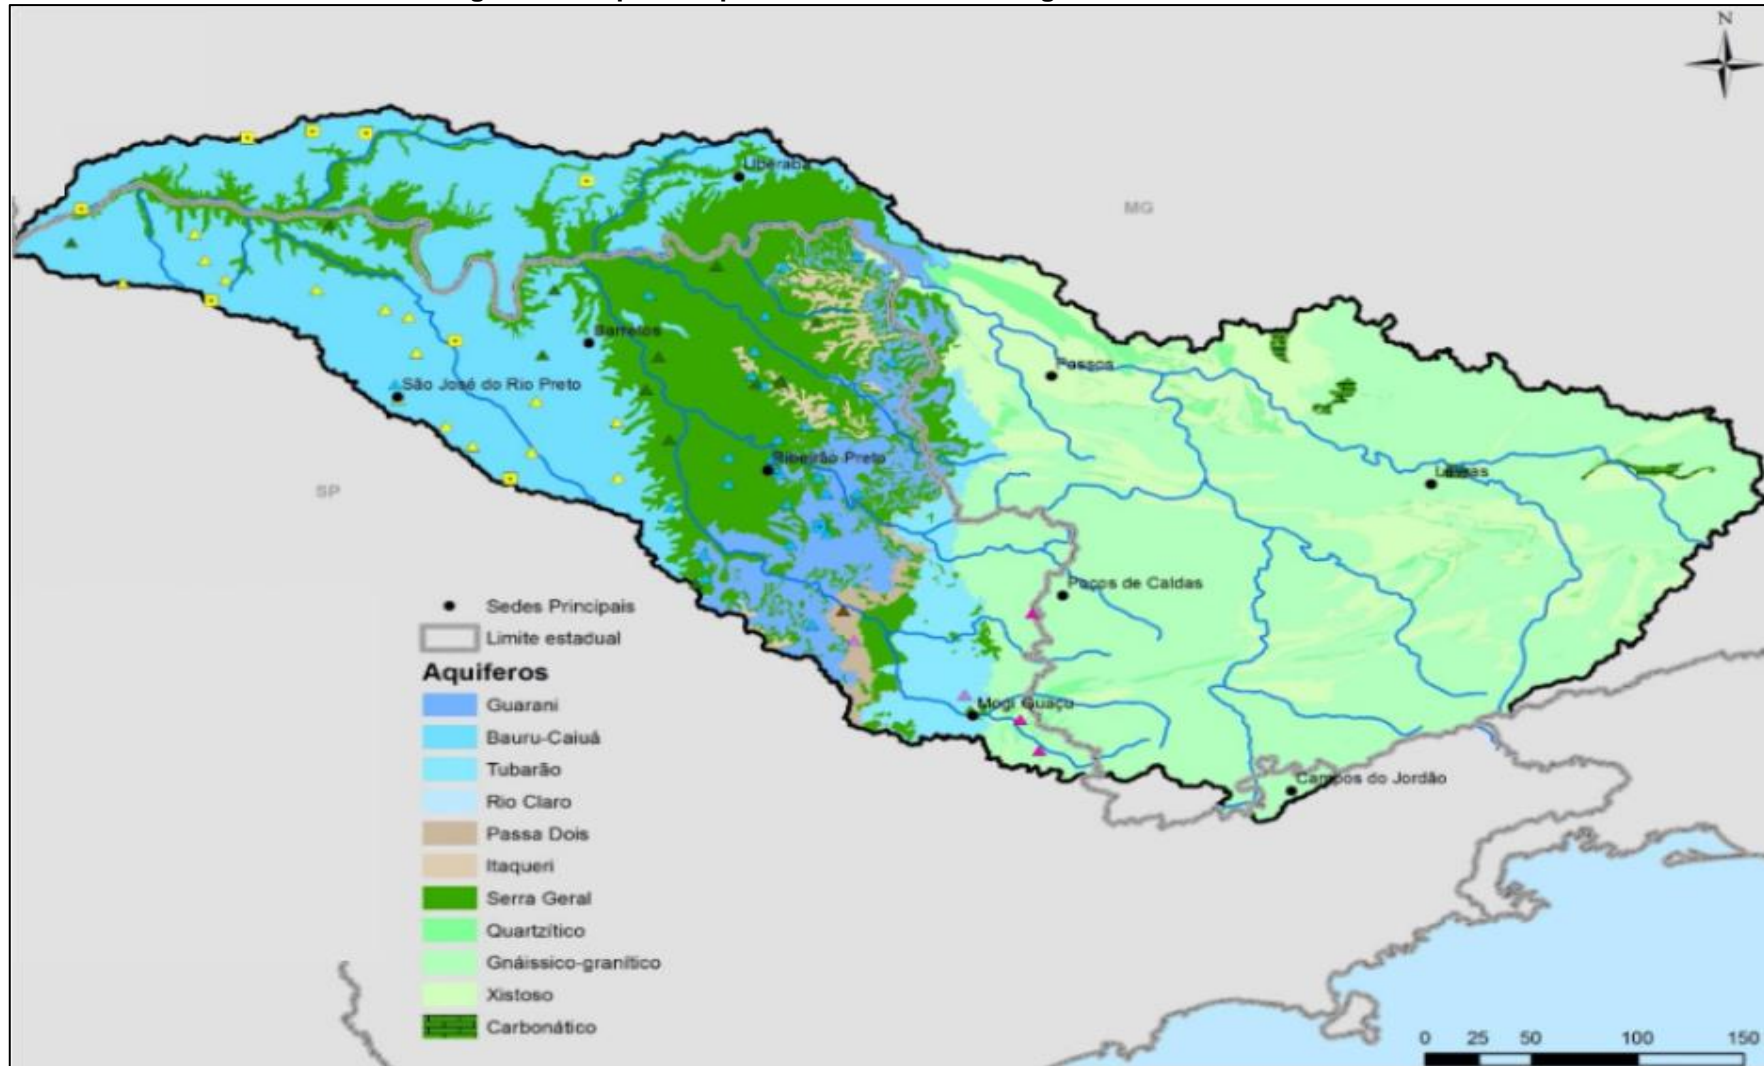 N
Uberaba
MG
Barretos
Passos
São José do Rio Preto
Ribeirão Preto
Lavras
SP
Poços de Caldas
Mogi Guaçu
Campos do Jordão
Sedes Principais
Limite estadual
Aquiferos
Guarani
Bauru-Caiuá
Tubarão
Rio Claro
Passa Dois
Itaqueri
Serra Geral
Quartzítico
Gnáissico-granítico
Xistoso
Carbonático
0 25 50 100 150